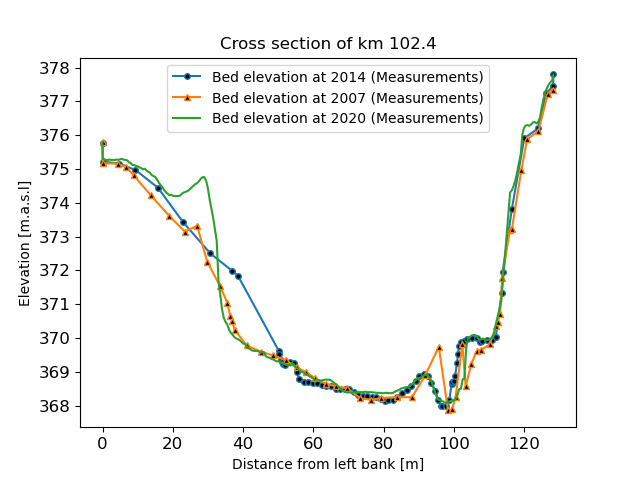 Cross section of km 102.4
Bed elevation at 2014 (Measurements)
Bed elevation at 2007 (Measurements)
Bed elevation at 2020 (Measurements)
Elevation [m.a.s.l]
378
377
376
375
374
373
372
371
370
369
368
0 20 40 60 80 100 120
Distance from left bank [m]